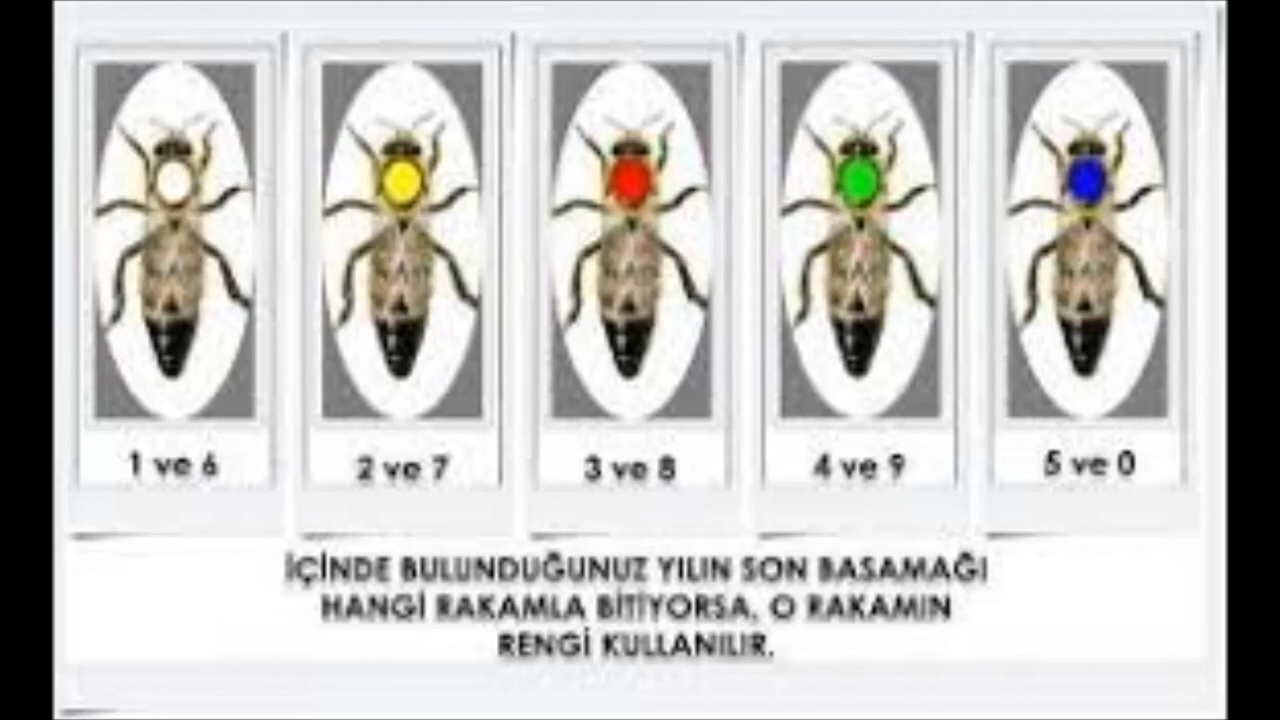 1 ve 6
2 ve 7
3 ve 8
4 ve 9
5 ve 0
İÇİNDE BULUNDUĞUNUZ YILIN SON BASAMAĞI
HANGİ RAKAMLA BİTİYORSA, O RAKAMIN
RENGİ KULLANILIR.